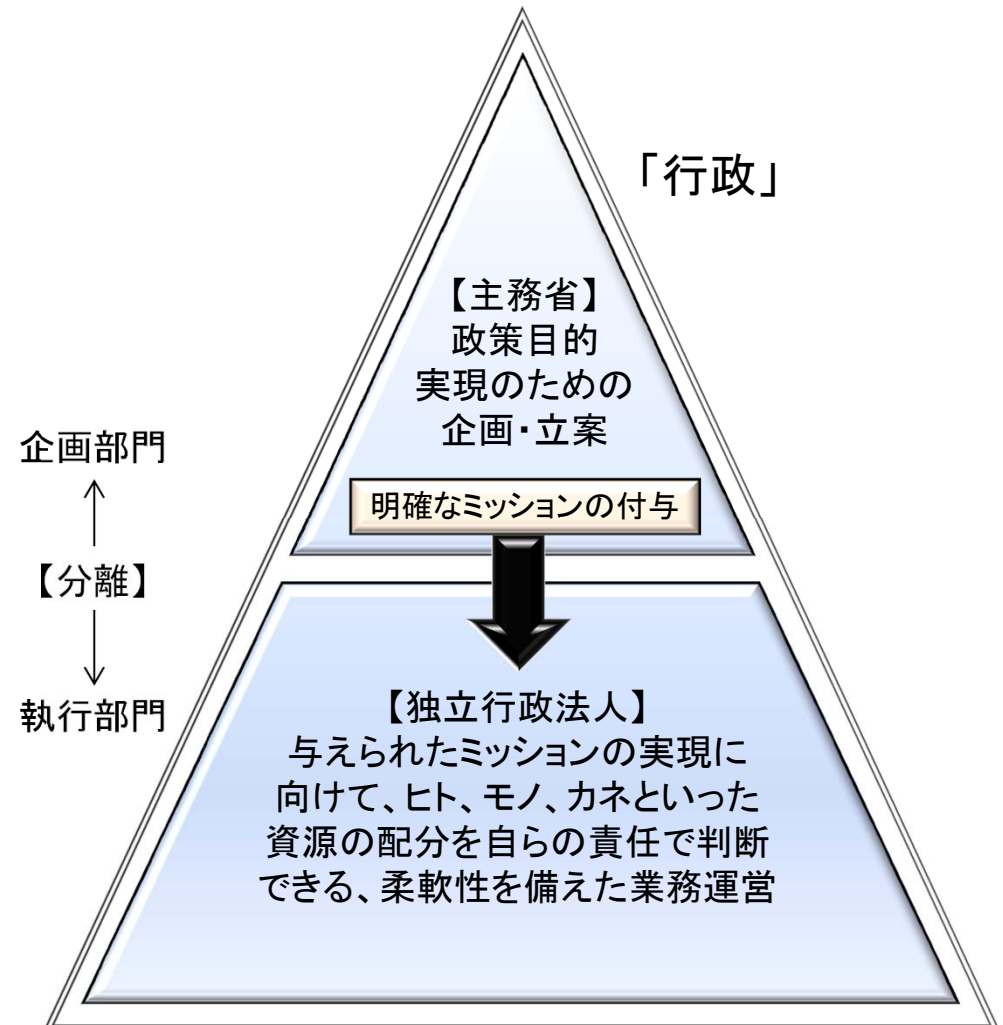 「行政」
【主務省】
政策目的
実現のための
企画・立案
明確なミッションの付与
企画部門
【分離】
執行部門
【独立行政法人】
与えられたミッションの実現に
向けて、ヒト、モノ、カネといった
資源の配分を自らの責任で判断
できる、柔軟性を備えた業務運営